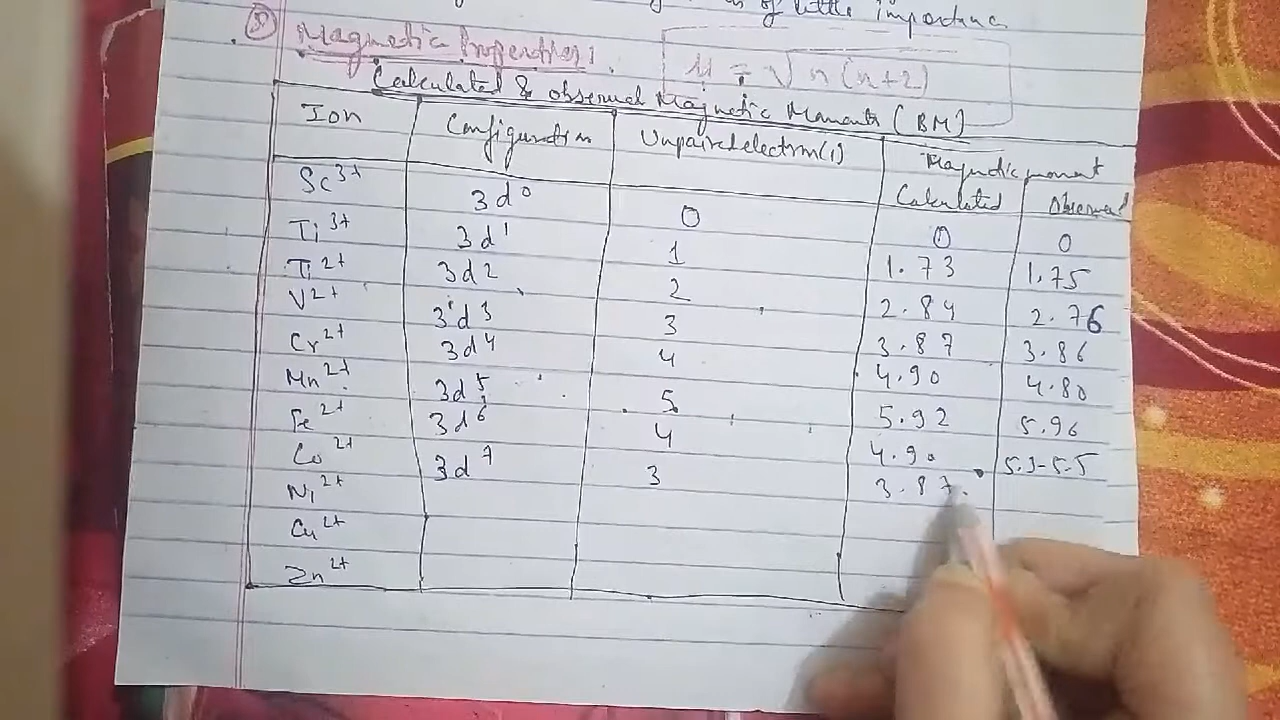 of little importance
5 Magnetic Properties:
μ = √n(n+2)
Calculated & observed Magnetic Moments (BM)
Ion Configuration Unpaired electron(s) Magnetic moment
Calculated Observed
Sc3+ 3d0 0 0 0
Ti3+ 3d1 1 1.73 1.75
Ti2+ 3d2 2 2.84 2.76
V2+ 3d3 3 3.87 3.86
Cr2+ 3d4 4 4.90 4.80
Mn2+ 3d5 5 5.92 5.96
Fe2+ 3d6 4 4.90 5.3-5.5
Co2+ 3d7 3 3.87
Ni2+
Cu2+
Zn2+